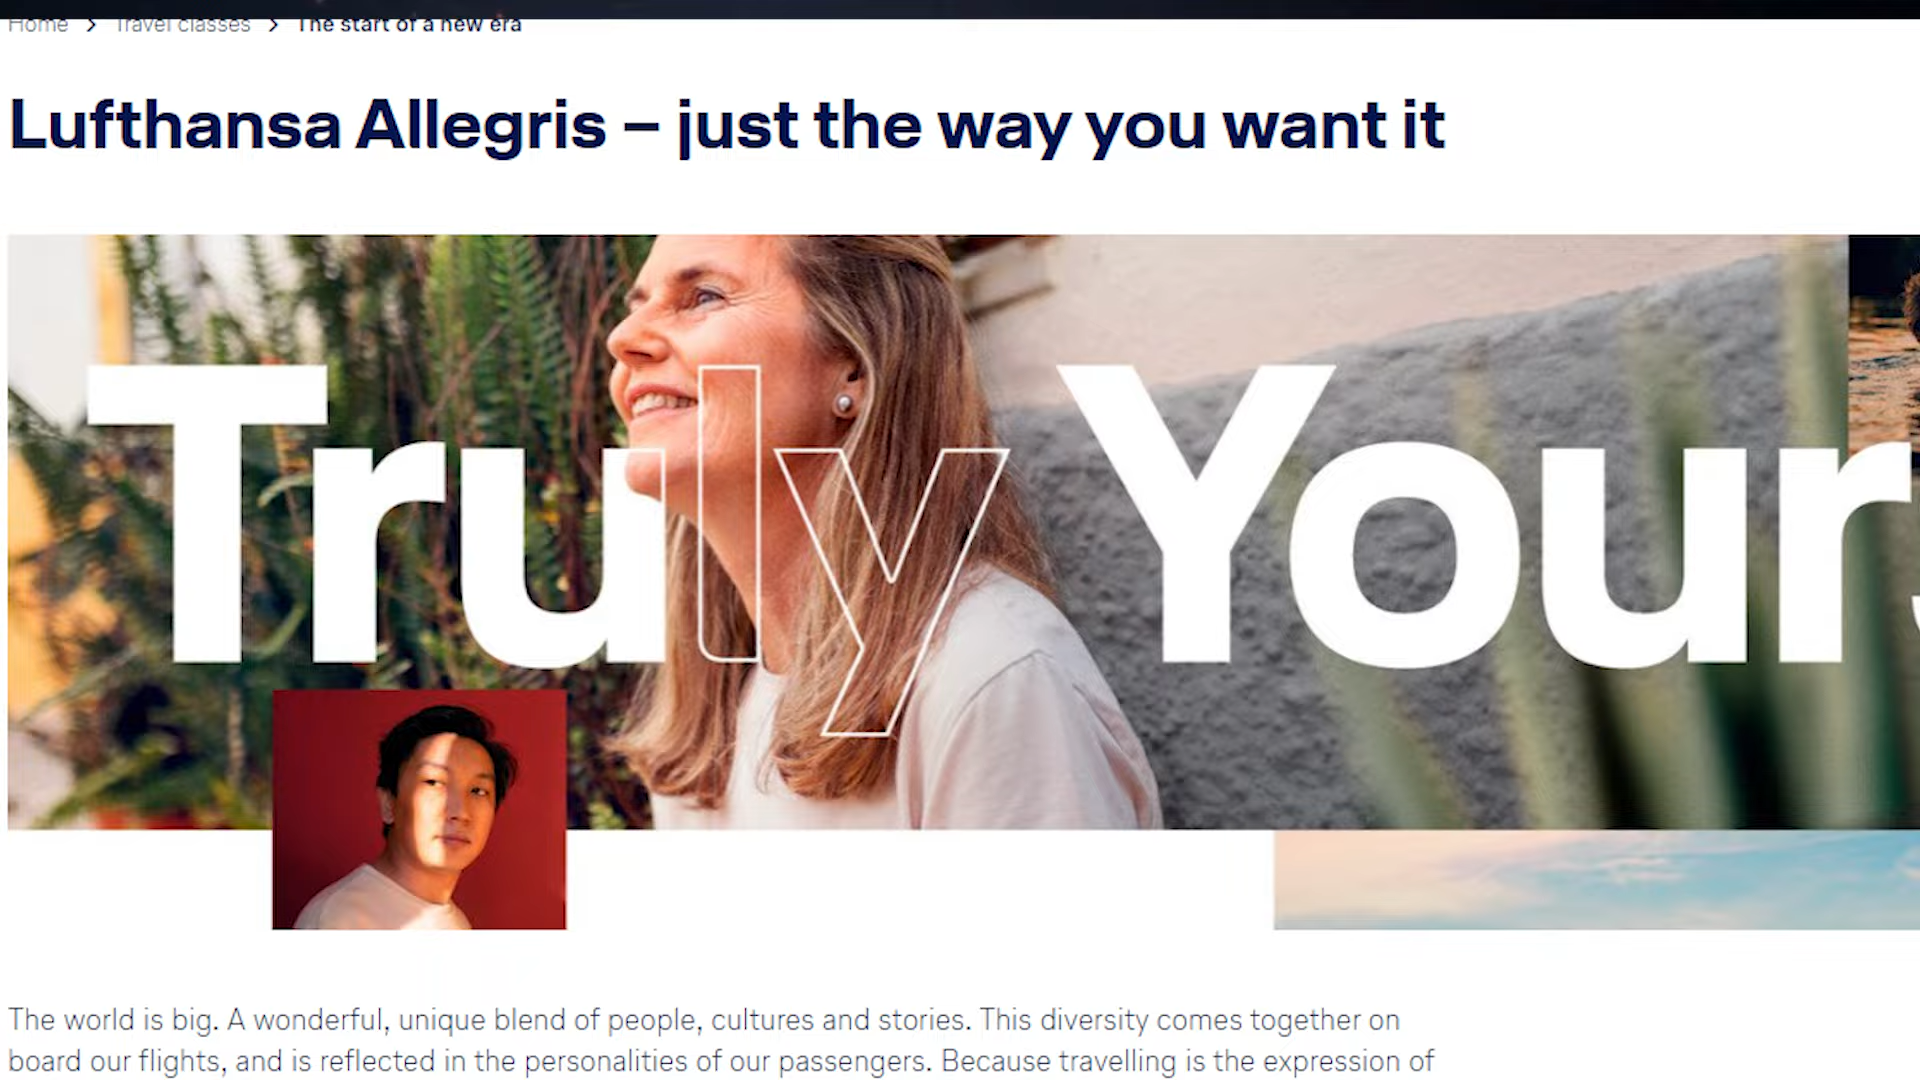 Home > Travel classes > The start of a new era
Lufthansa Allegris – just the way you want it
Truly Yours
The world is big. A wonderful, unique blend of people, cultures and stories. This diversity comes together on
board our flights, and is reflected in the personalities of our passengers. Because travelling is the expression of